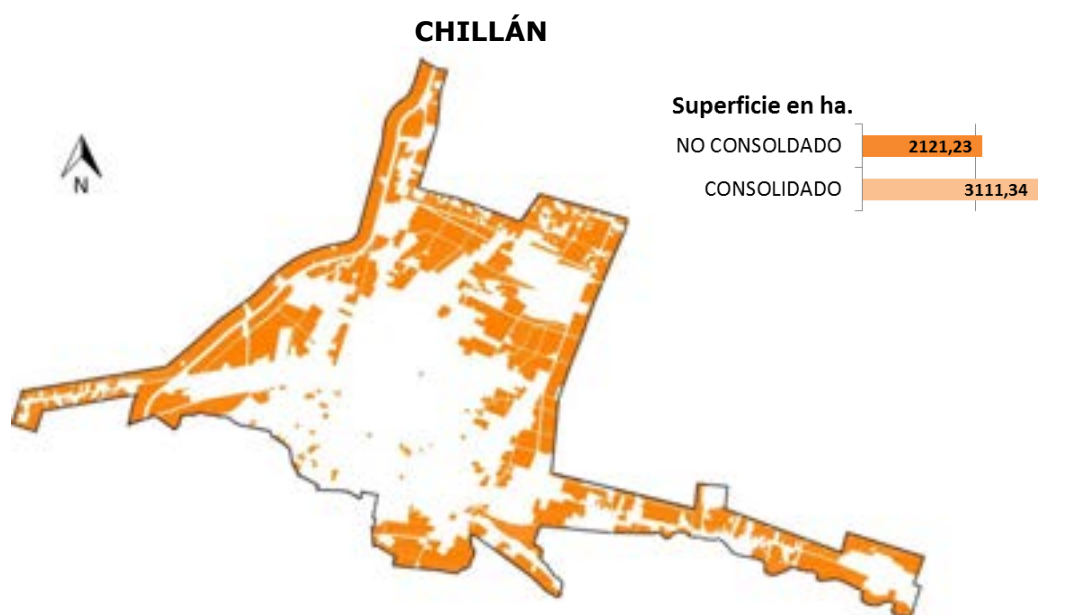 CHILLÁN
Superficie en ha.
NO CONSOLDADO 2121,23
CONSOLIDADO 3111,34
N